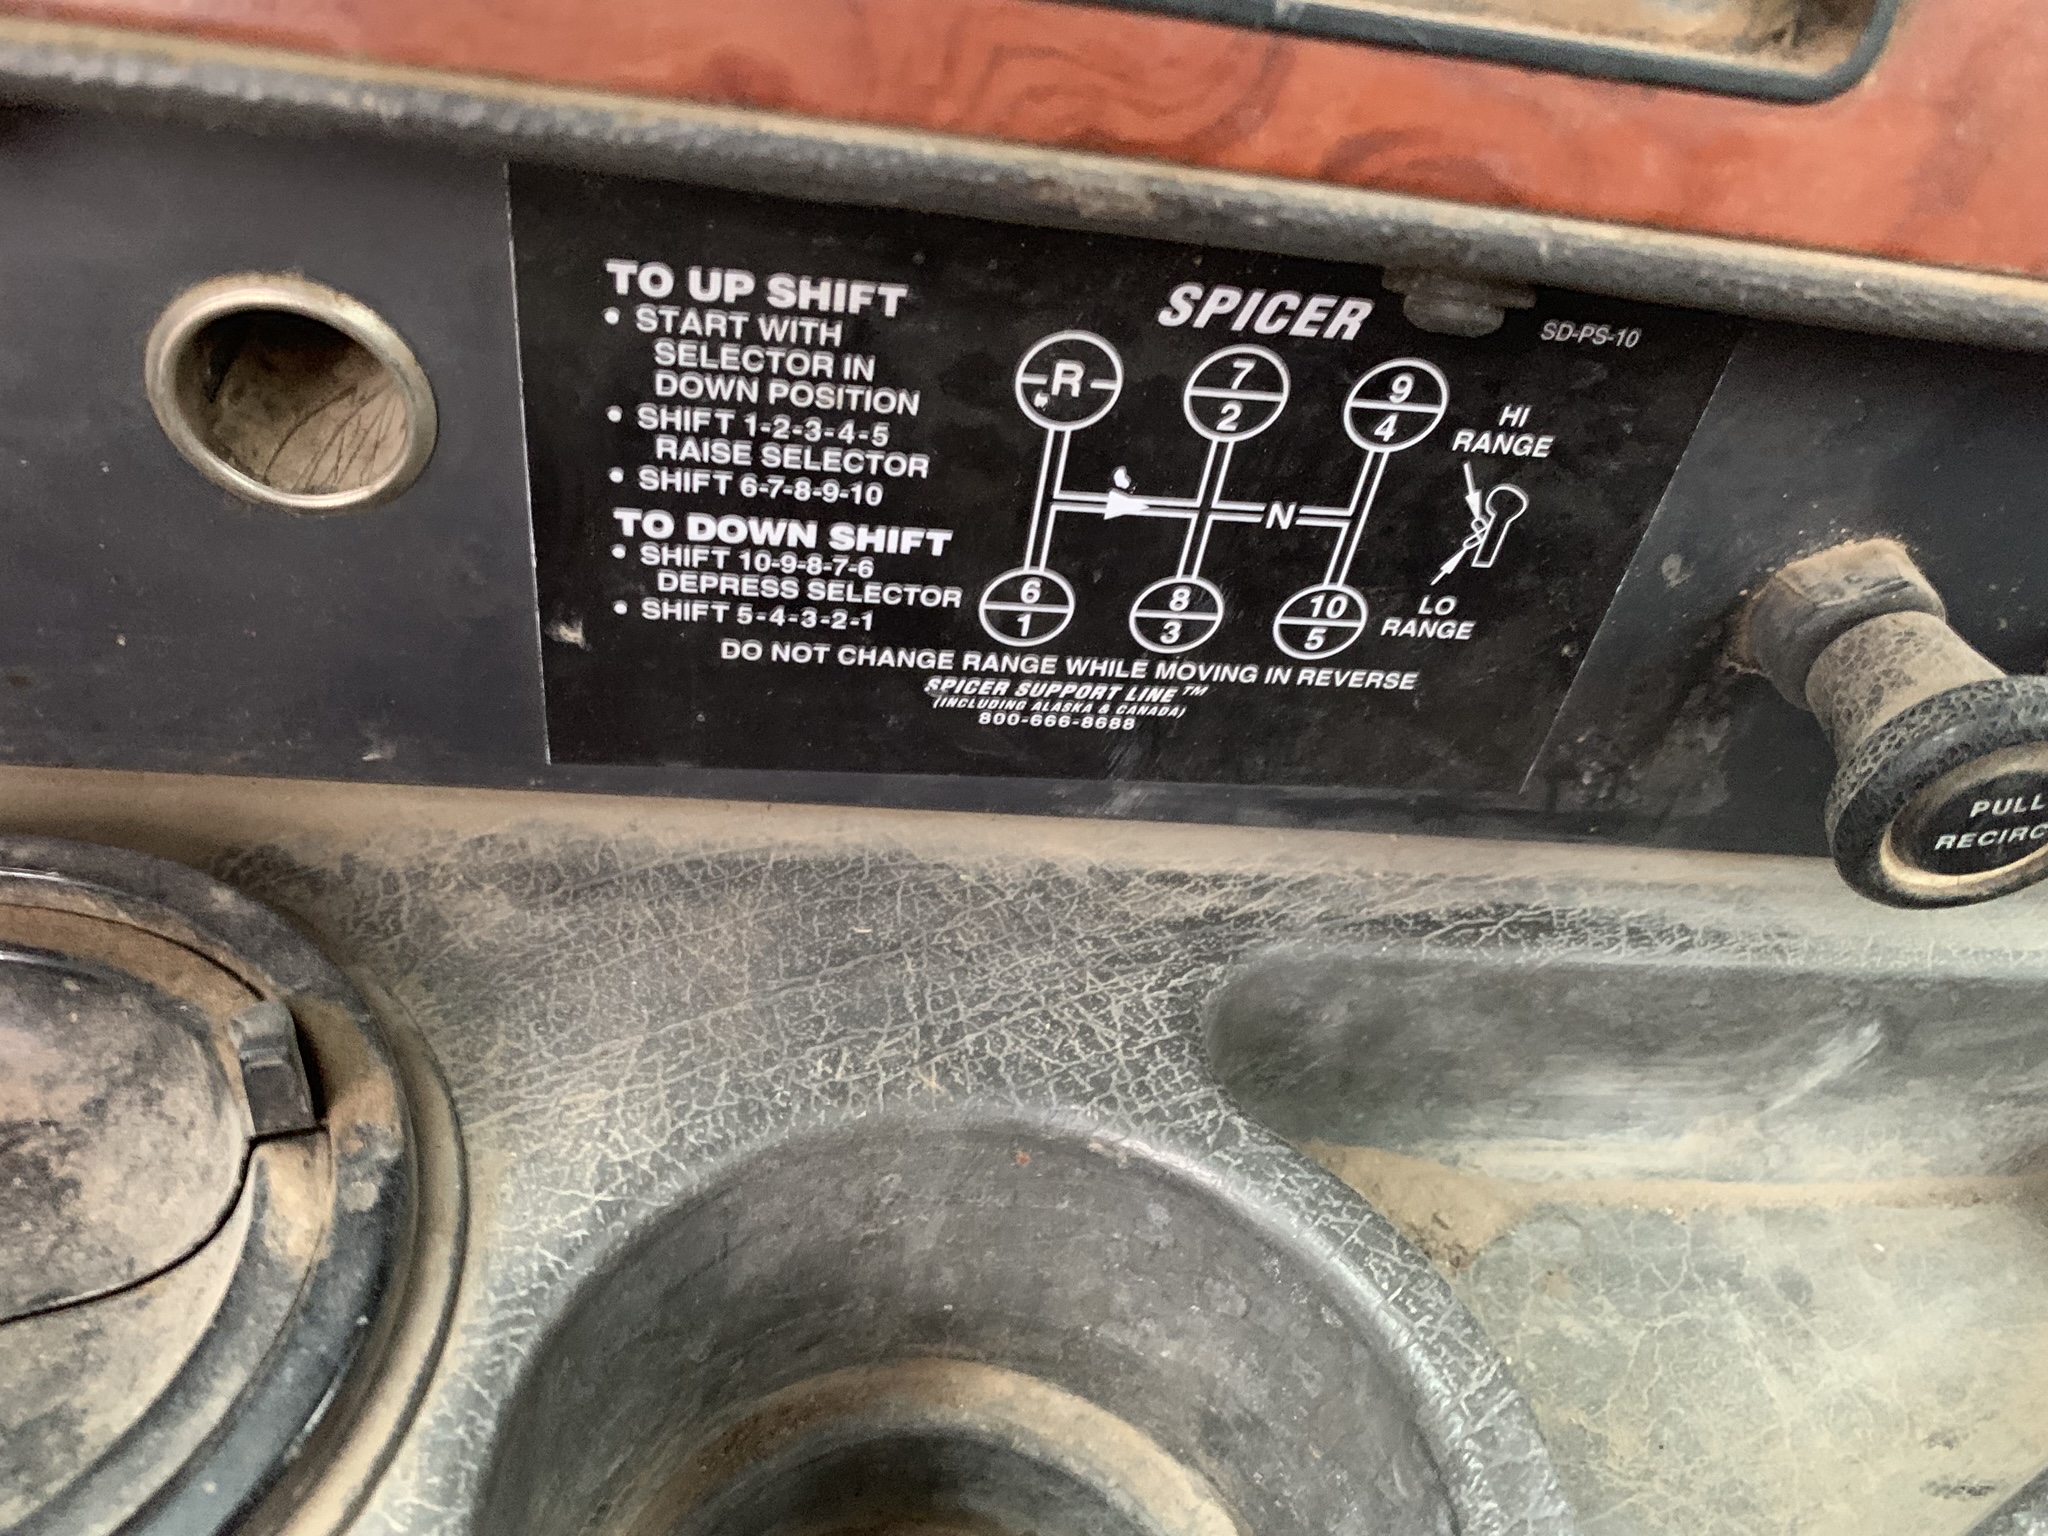 TO UP SHIFT
• START WITH
SELECTOR IN
DOWN POSITION
• SHIFT 1-2-3-4-5
RAISE SELECTOR
• SHIFT 6-7-8-9-10
TO DOWN SHIFT
• SHIFT 10-9-8-7-6
DEPRESS SELECTOR
• SHIFT 5-4-3-2-1
SPICER
SD-PS-10
R
7
2
9
4
HI
RANGE
N
6
1
8
3
10
5
LO
RANGE
DO NOT CHANGE RANGE WHILE MOVING IN REVERSE
SPICER SUPPORT LINE™
(INCLUDING ALASKA & CANADA)
800-666-8688
PULL
RECIRC